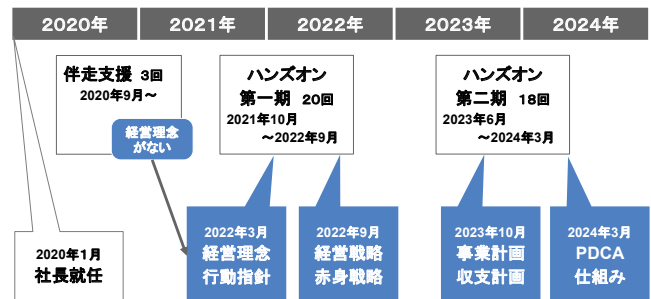 2020年 2021年 2022年 2023年 2024年
伴走支援 3回
2020年9月～
経営理念
がない
ハンズオン
第一期 20回
2021年10月
～2022年9月
ハンズオン
第二期 18回
2023年6月
～2024年3月
2020年1月
社長就任
2022年3月
経営理念
行動指針
2022年9月
経営戦略
赤身戦略
2023年10月
事業計画
収支計画
2024年3月
PDCA
仕組み